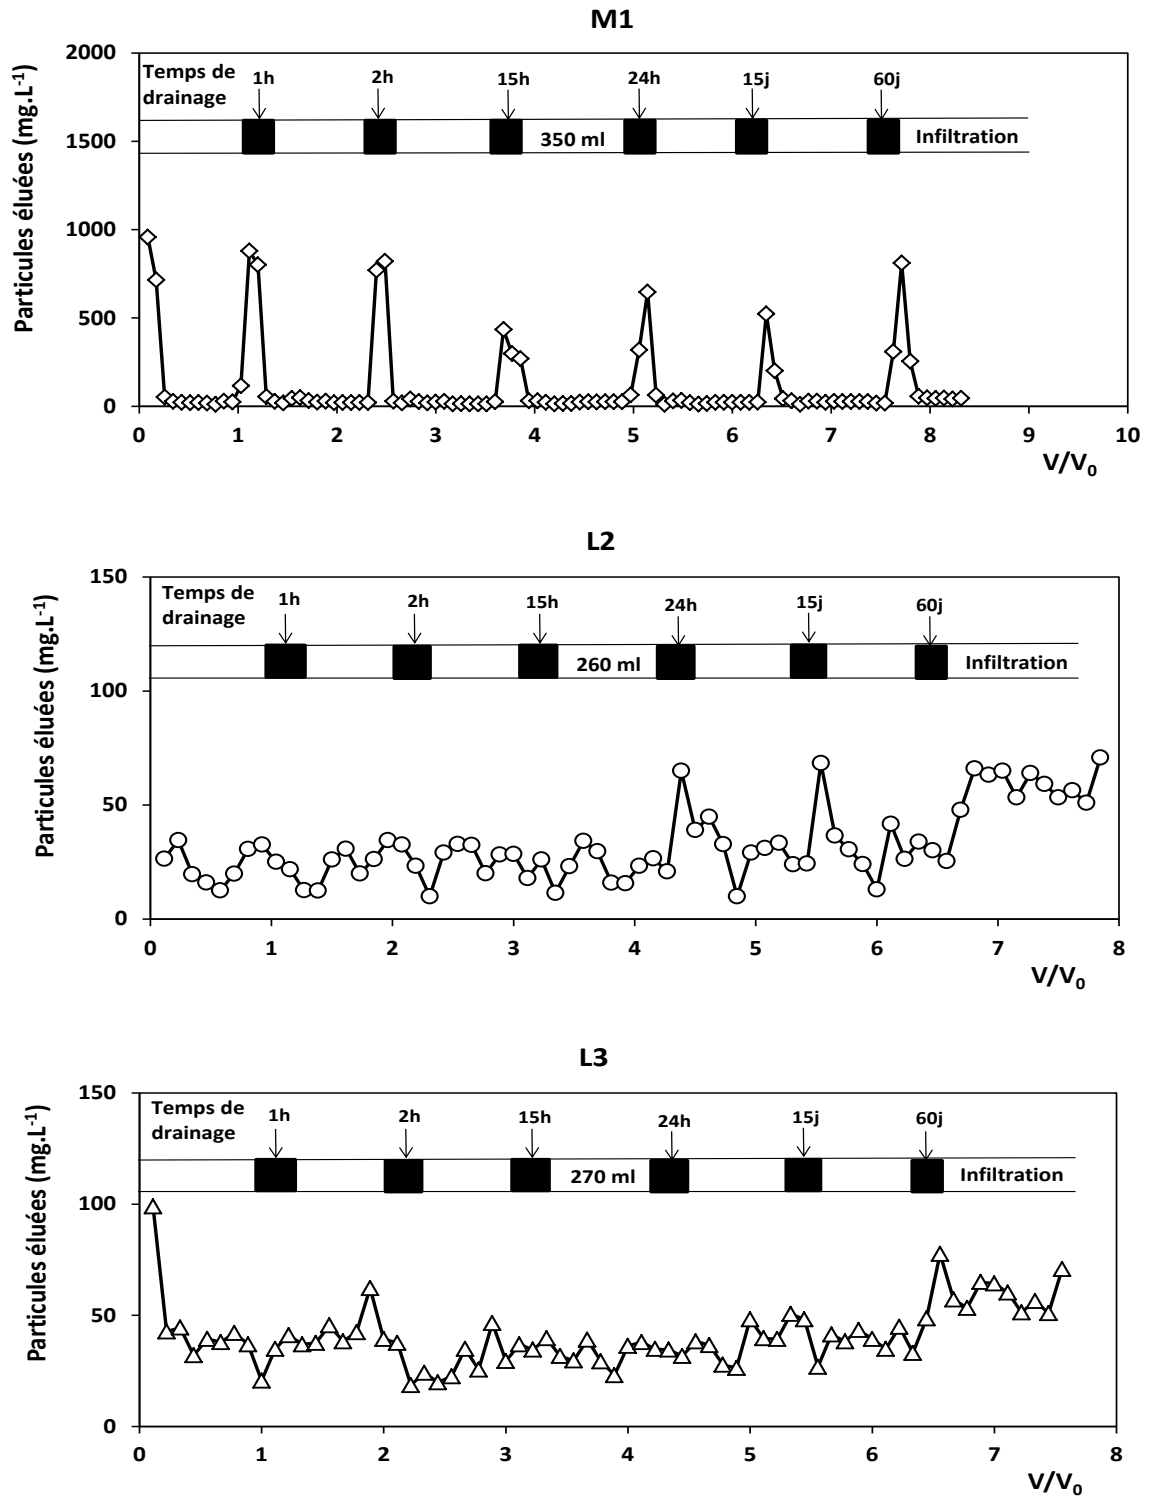 M1
Particules éluées (mg.L-1)
2000
1500
1000
500
0
Temps de
drainage
1h
2h
15h
24h
15j
60j
350 ml
Infiltration
0 1 2 3 4 5 6 7 8 9 10
V/V0
L2
Particules éluées (mg.L-1)
150
100
50
0
Temps de
drainage
1h
2h
15h
24h
15j
60j
260 ml
Infiltration
0 1 2 3 4 5 6 7 8
V/V0
L3
Particules éluées (mg.L-1)
150
100
50
0
Temps de
drainage
1h
2h
15h
24h
15j
60j
270 ml
Infiltration
0 1 2 3 4 5 6 7 8
V/V0